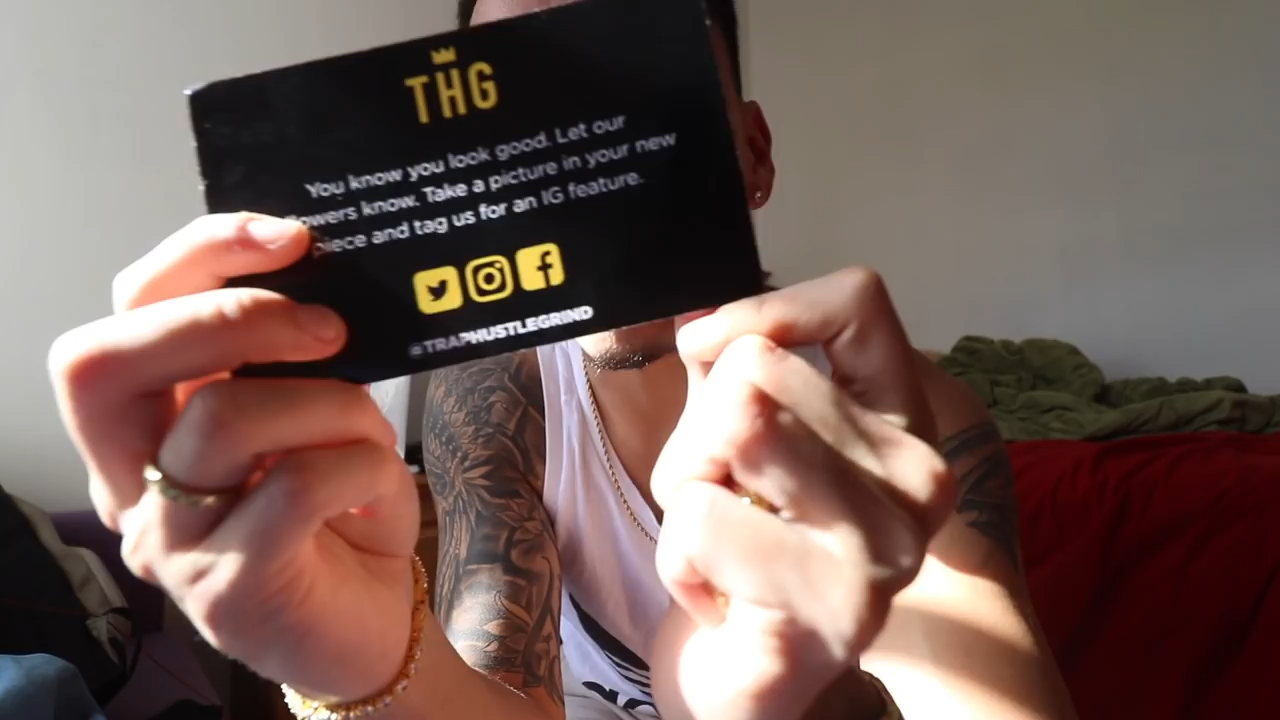 THG
You know you look good. Let our
know. Take a picture in your new
and tag us for an IG feature.
@TRAPHUSTLEGRIND